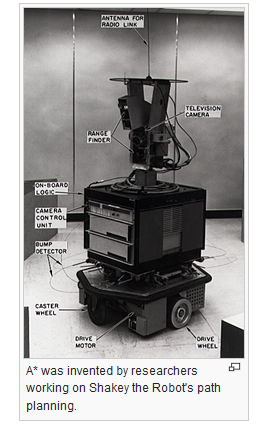 ANTENNA FOR
RADIO LINK
TELEVISION
CAMERA
RANGE
FINDER
ON-BOARD
LOGIC
CAMERA
CONTROL
UNIT
BUMP
DETECTOR
CASTER
WHEEL
DRIVE
MOTOR
DRIVE
WHEEL
A* was invented by researchers
working on Shakey the Robot's path
planning.